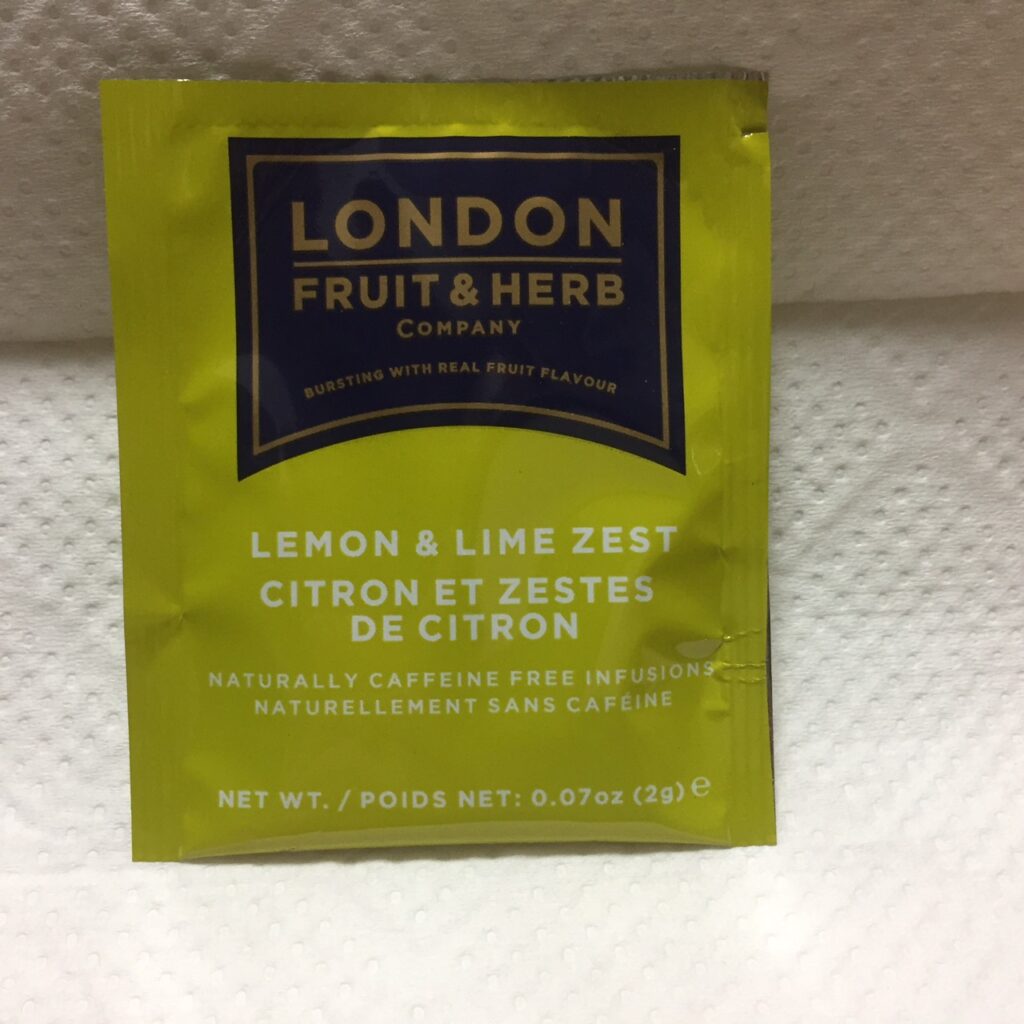 LONDON
FRUIT & HERB
COMPANY
BURSTING WITH REAL FRUIT FLAVOUR
LEMON & LIME ZEST
CITRON ET ZESTES
DE CITRON
NATURALLY CAFFEINE FREE INFUSIONS
NATURELLEMENT SANS CAFÉINE
NET WT. / POIDS NET: 0.07oz (2g) ℮